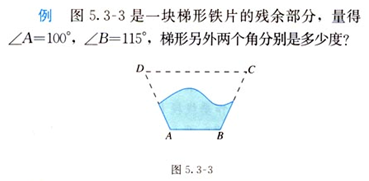 例 图 5.3-3 是一块梯形铁片的残余部分，量得
∠A=100°，∠B=115°，梯形另外两个角分别是多少度？
D C
A B
图 5.3-3